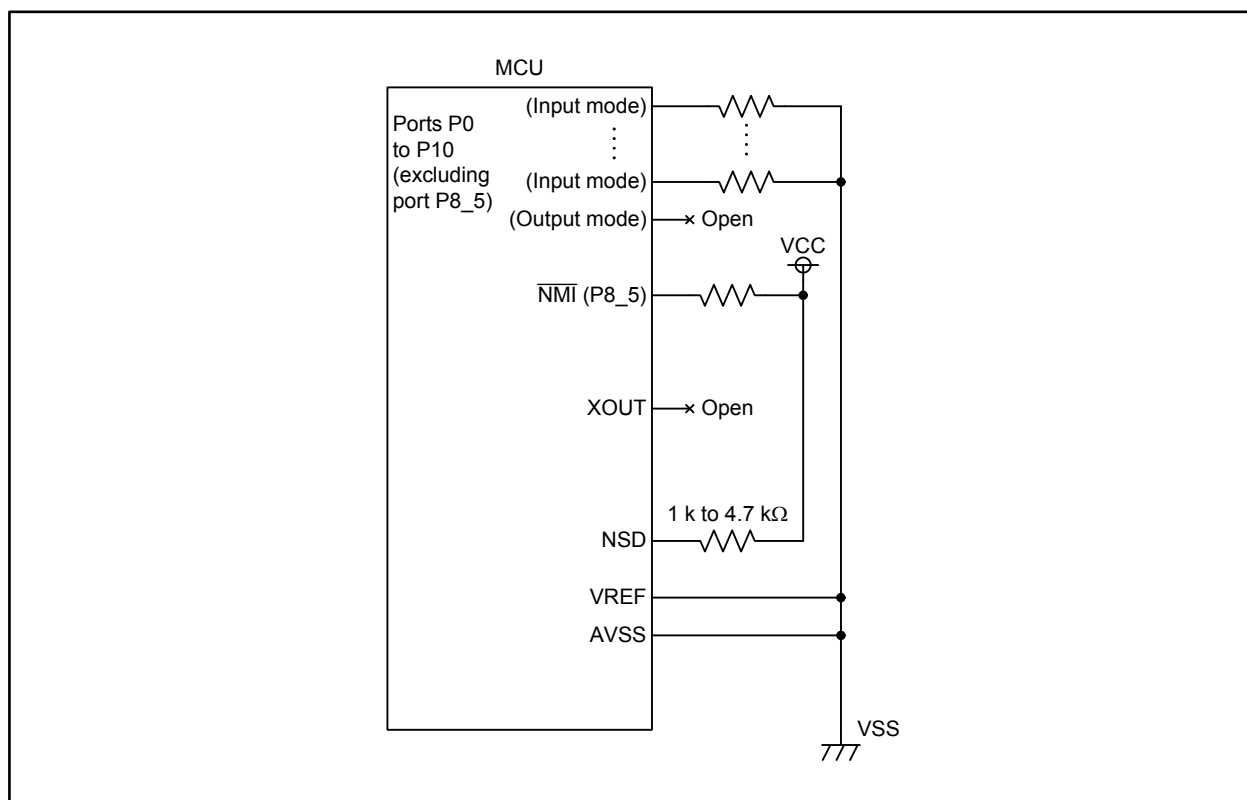 MCU
Ports P0
to P10
(excluding
port P8_5)
(Input mode)
(Input mode)
(Output mode)
Open
VCC
NMI (P8_5)
XOUT
Open
1 k to 4.7 kΩ
NSD
VREF
AVSS
VSS